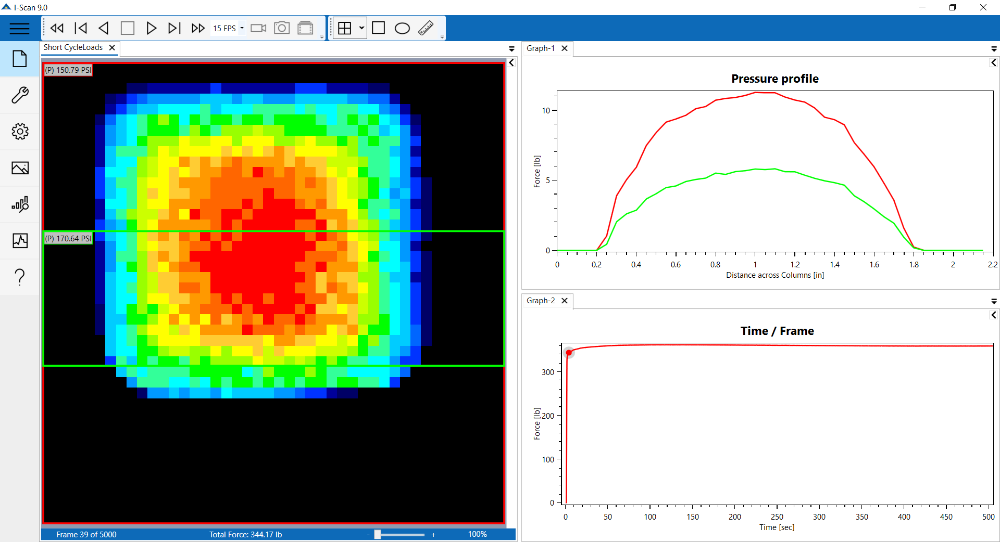 I-Scan 9.0
15 FPS
Short CycleLoads
(P) 150.79 PSI
(P) 170.64 PSI
Frame 39 of 5000
Total Force: 344.17 lb
-
+
100%
Graph-1
Pressure profile
Force [lb]
10
5
0
0 0.2 0.4 0.6 0.8 1 1.2 1.4 1.6 1.8 2 2.2
Distance across Columns [in]
Graph-2
Time / Frame
Force [lb]
300
200
100
0
0 50 100 150 200 250 300 350 400 450 500
Time [sec]